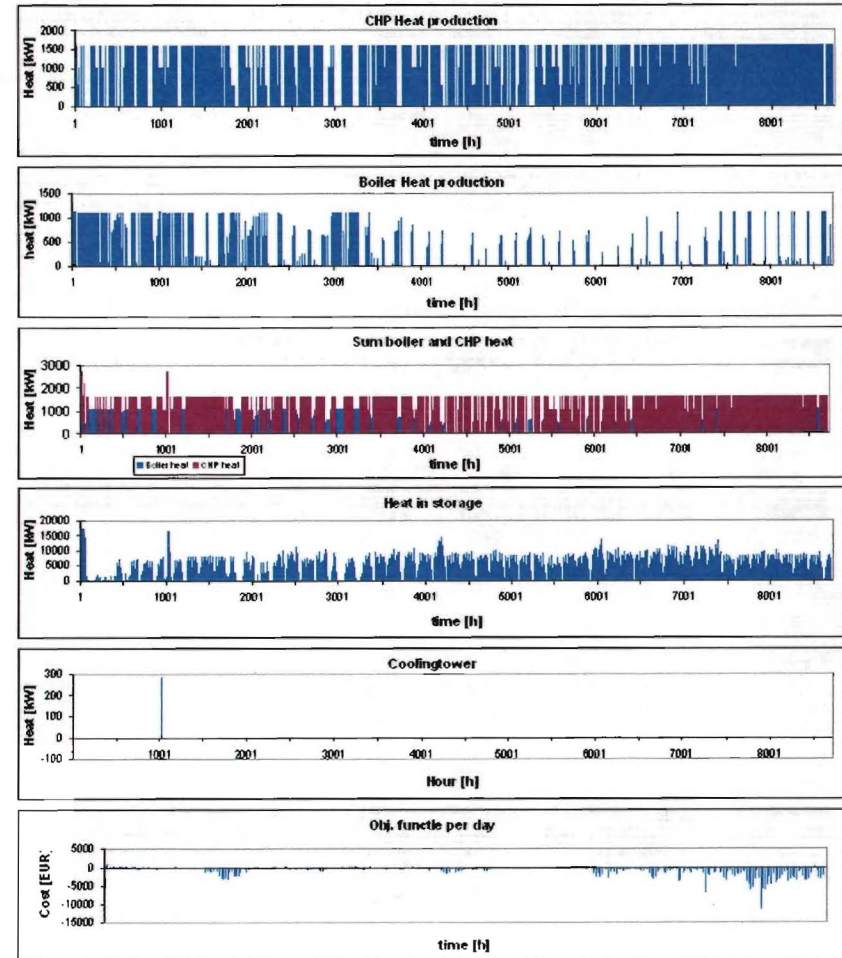 CHP Heat production
Heat [kW]
2000
1500
1000
500
0
1 1001 2001 3001 4001 5001 6001 7001 8001
time [h]
Boiler Heat production
heat [kW]
1500
1000
500
0
1 1001 2001 3001 4001 5001 6001 7001 8001
time [h]
Sum boiler and CHP heat
Heat [kW]
3000
2000
1000
0
1 1001 2001 3001 4001 5001 6001 7001 8001
Boiler heat CHP heat
time [h]
Heat in storage
Heat [kW]
20000
15000
10000
5000
0
1 1001 2001 3001 4001 5001 6001 7001 8001
time [h]
Coolingtower
Heat [kW]
300
200
100
0
-100
1 1001 2001 3001 4001 5001 6001 7001 8001
Hour [h]
Obj. functie per day
Cost [EUR]
5000
0
-5000
-10000
-15000
time [h]